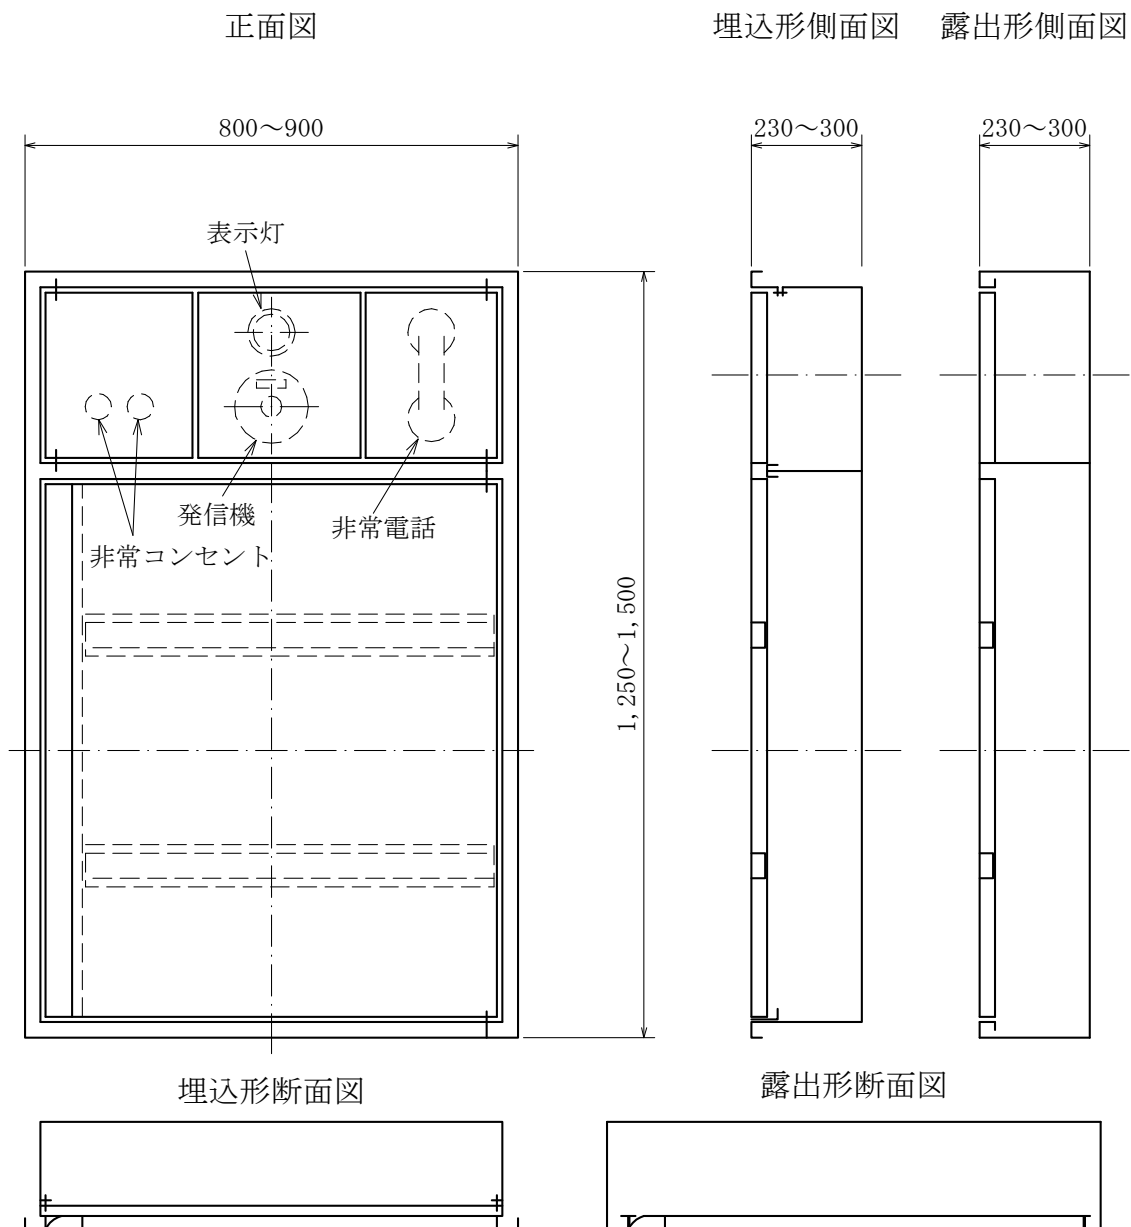 正面図
埋込形側面図
露出形側面図
800～900
230～300
230～300
表示灯
発信機
非常電話
非常コンセント
1,250～1,500
埋込形断面図
露出形断面図